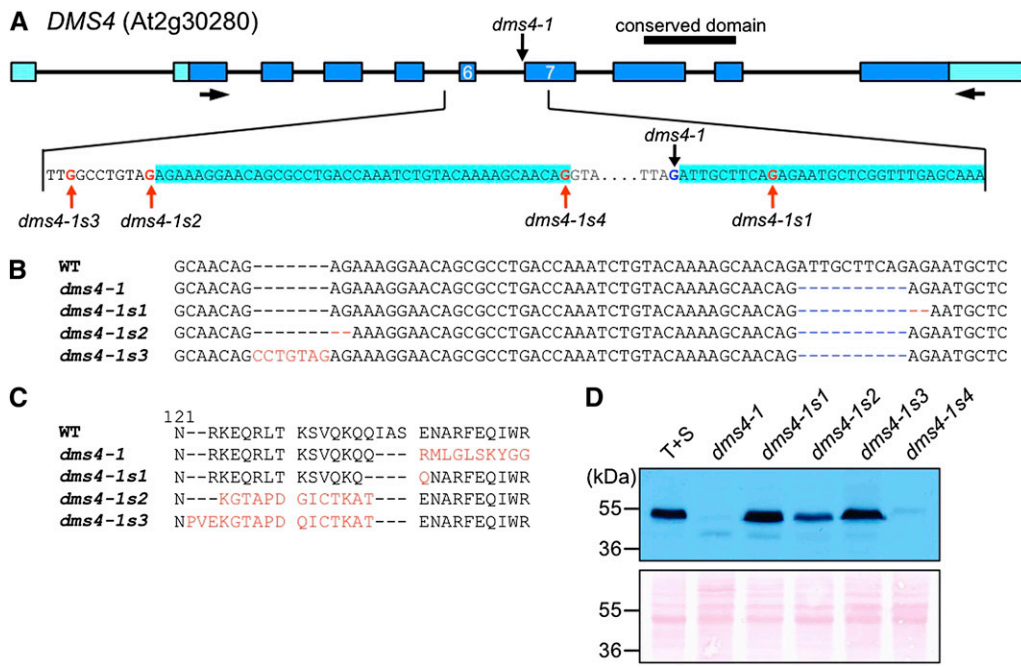 A DMS4 (At2g30280)
dms4-1
conserved domain
6
7
dms4-1
TTGGCCTGTAGAGAAAGGAACAGCGCCTGACCAAATCTGTACAAAAGCAACAGGTA....TTAGATTGCTTCAGAGAATGCTCGGTTTGAGCAAA
dms4-1s3 dms4-1s2 dms4-1s4 dms4-1s1
B
WT GCAACAG-------AGAAAGGAACAGCGCCTGACCAAATCTGTACAAAAGCAACAGATTGCTTCAGAGAATGCTC
dms4-1 GCAACAG-------AGAAAGGAACAGCGCCTGACCAAATCTGTACAAAAGCAACAG----------AGAATGCTC
dms4-1s1 GCAACAG-------AGAAAGGAACAGCGCCTGACCAAATCTGTACAAAAGCAACAG------------AATGCTC
dms4-1s2 GCAACAG---------AAAGGAACAGCGCCTGACCAAATCTGTACAAAAGCAACAG----------AGAATGCTC
dms4-1s3 GCAACAGCCTGTAGAGAAAGGAACAGCGCCTGACCAAATCTGTACAAAAGCAACAG----------AGAATGCTC
C
121
WT N--RKEQRLT KSVQKQQIAS ENARFEQIWR
dms4-1 N--RKEQRLT KSVQKQQ--- RMLGLSKYGG
dms4-1s1 N--RKEQRLT KSVQKQQ--- QNARFEQIWR
dms4-1s2 N---KGTAPD GICTKAT---- ENARFEQIWR
dms4-1s3 NPVEKGTAPD QICTKAT---- ENARFEQIWR
D
T+S dms4-1 dms4-1s1 dms4-1s2 dms4-1s3 dms4-1s4
(kDa)
55
36
55
36